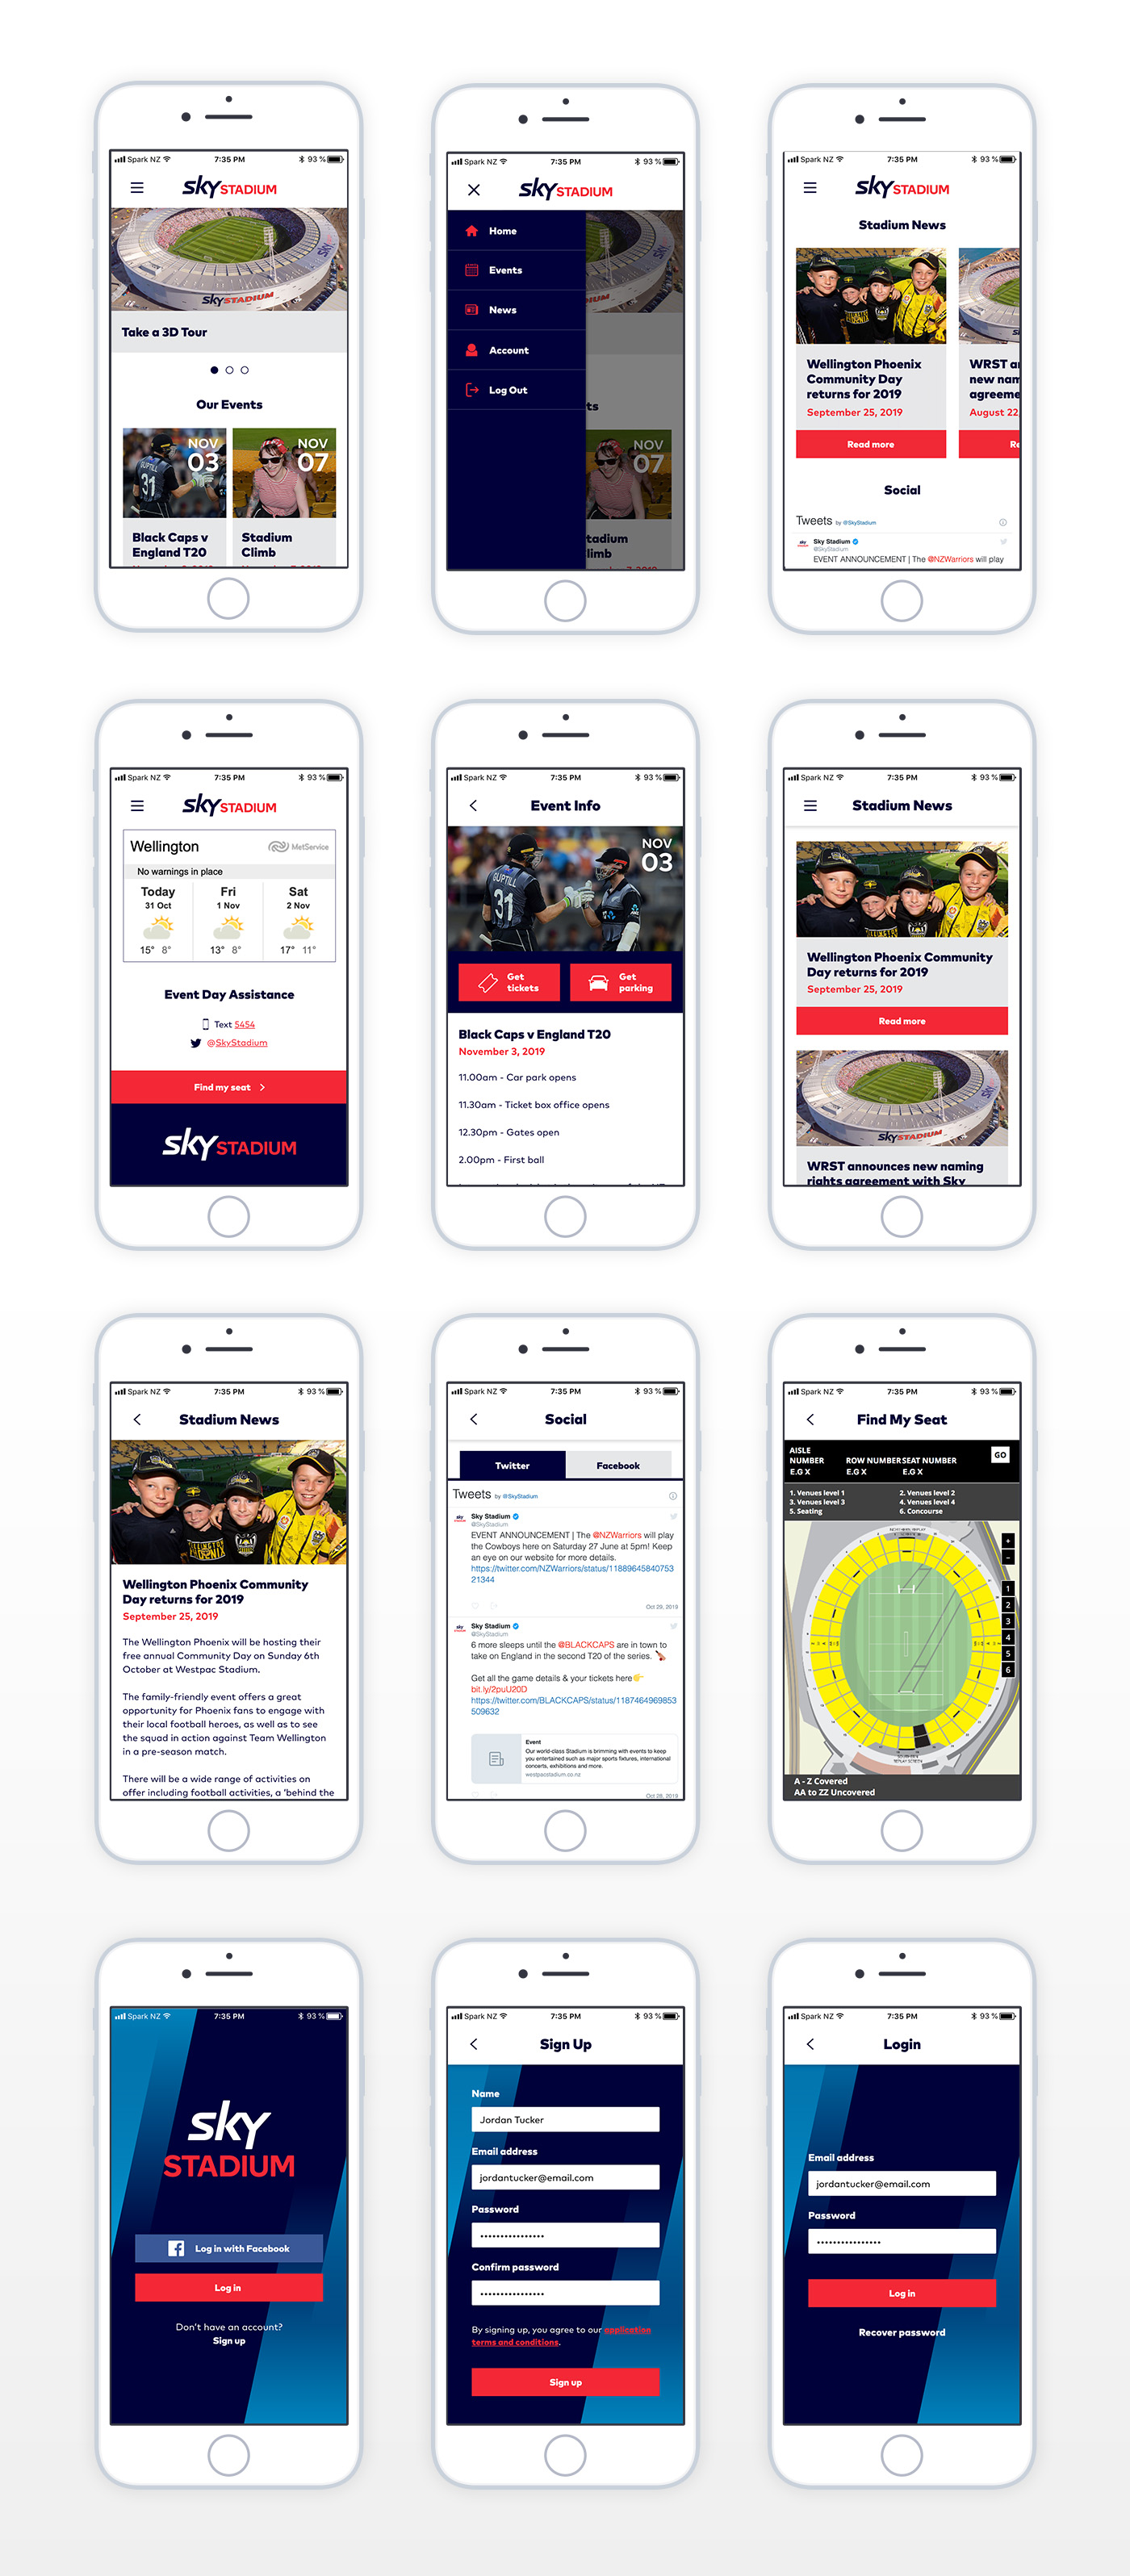 Spark NZ 7:35 PM 93 %
sky STADIUM
sky STADIUM
Take a 3D Tour
Our Events
NOV
03
GUPTILL
31
NOV
07
Black Caps v
England T20
Stadium
Climb
Spark NZ 7:35 PM 93 %
sky STADIUM
Home
Events
News
Account
Log Out
ts
NOV
07
tadium
limb
Spark NZ 7:35 PM 93 %
sky STADIUM
Stadium News
Wellington Phoenix
Community Day
returns for 2019
September 25, 2019
Read more
WRST a
new nam
agreeme
August 22
Re
Social
Tweets by @SkyStadium
Sky Stadium
@SkyStadium
EVENT ANNOUNCEMENT | The @NZWarriors will play
Spark NZ 7:35 PM 93 %
sky STADIUM
Wellington MetService
No warnings in place
Today Fri Sat
31 Oct 1 Nov 2 Nov
15° 8° 13° 8° 17° 11°
Event Day Assistance
Text 5454
@SkyStadium
Find my seat
sky STADIUM
Spark NZ 7:35 PM 93 %
Event Info
NOV
03
GUPTILL
31
Get
tickets
Get
parking
Black Caps v England T20
November 3, 2019
11.00am - Car park opens
11.30am - Ticket box office opens
12.30pm - Gates open
2.00pm - First ball
Spark NZ 7:35 PM 93 %
Stadium News
Wellington Phoenix Community
Day returns for 2019
September 25, 2019
Read more
sky STADIUM
WRST announces new naming
rights agreement with Sky
Spark NZ 7:35 PM 93 %
Stadium News
Wellington Phoenix Community
Day returns for 2019
September 25, 2019
The Wellington Phoenix will be hosting their
free annual Community Day on Sunday 6th
October at Westpac Stadium.
The family-friendly event offers a great
opportunity for Phoenix fans to engage with
their local football heroes, as well as to see
the squad in action against Team Wellington
in a pre-season match.
There will be a wide range of activities on
offer including football activities, a 'behind the
Spark NZ 7:35 PM 93 %
Social
Twitter Facebook
Tweets by @SkyStadium
Sky Stadium
@SkyStadium
EVENT ANNOUNCEMENT | The @NZWarriors will play
the Cowboys here on Saturday 27 June at 5pm! Keep
an eye on our website for more details.
https://twitter.com/NZWarriors/status/11889645840753
21344
Oct 29, 2019
Sky Stadium
@SkyStadium
6 more sleeps until the @BLACKCAPS are in town to
take on England in the second T20 of the series.
Get all the game details & your tickets here
bit.ly/2puU20D
https://twitter.com/BLACKCAPS/status/1187464969853
509632
Event
Our world-class Stadium is brimming with events to keep
you entertained such as major sports fixtures, international
concerts, exhibitions and more.
westpacstadium.co.nz
Oct 28, 2019
Spark NZ 7:35 PM 93 %
Find My Seat
AISLE
NUMBER ROW NUMBER SEAT NUMBER
E.G X E.G X E.G X
GO
1. Venues level 1 2. Venues level 2
3. Venues level 3 4. Venues level 4
5. Seating 6. Concourse
+
-
1
2
3
4
5
6
A - Z Covered
AA to ZZ Uncovered
Spark NZ 7:35 PM 93 %
sky
STADIUM
Log in with Facebook
Log in
Don't have an account?
Sign up
Spark NZ 7:35 PM 93 %
Sign Up
Name
Jordan Tucker
Email address
jordantucker@email.com
Password
Confirm password
By signing up, you agree to our application
terms and conditions.
Sign up
Spark NZ 7:35 PM 93 %
Login
Email address
jordantucker@email.com
Password
Log in
Recover password